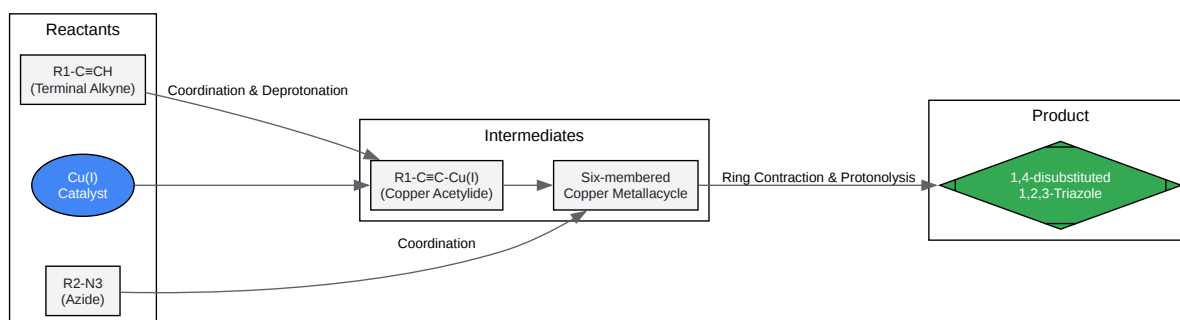 Reactants
R1-C≡CH
(Terminal Alkyne)
Cu(I)
Catalyst
R2-N3
(Azide)
Coordination & Deprotonation
Coordination
Intermediates
R1-C≡C-Cu(I)
(Copper Acetylide)
Six-membered
Copper Metallacycle
Ring Contraction & Protonolysis
Product
1,4-disubstituted
1,2,3-Triazole